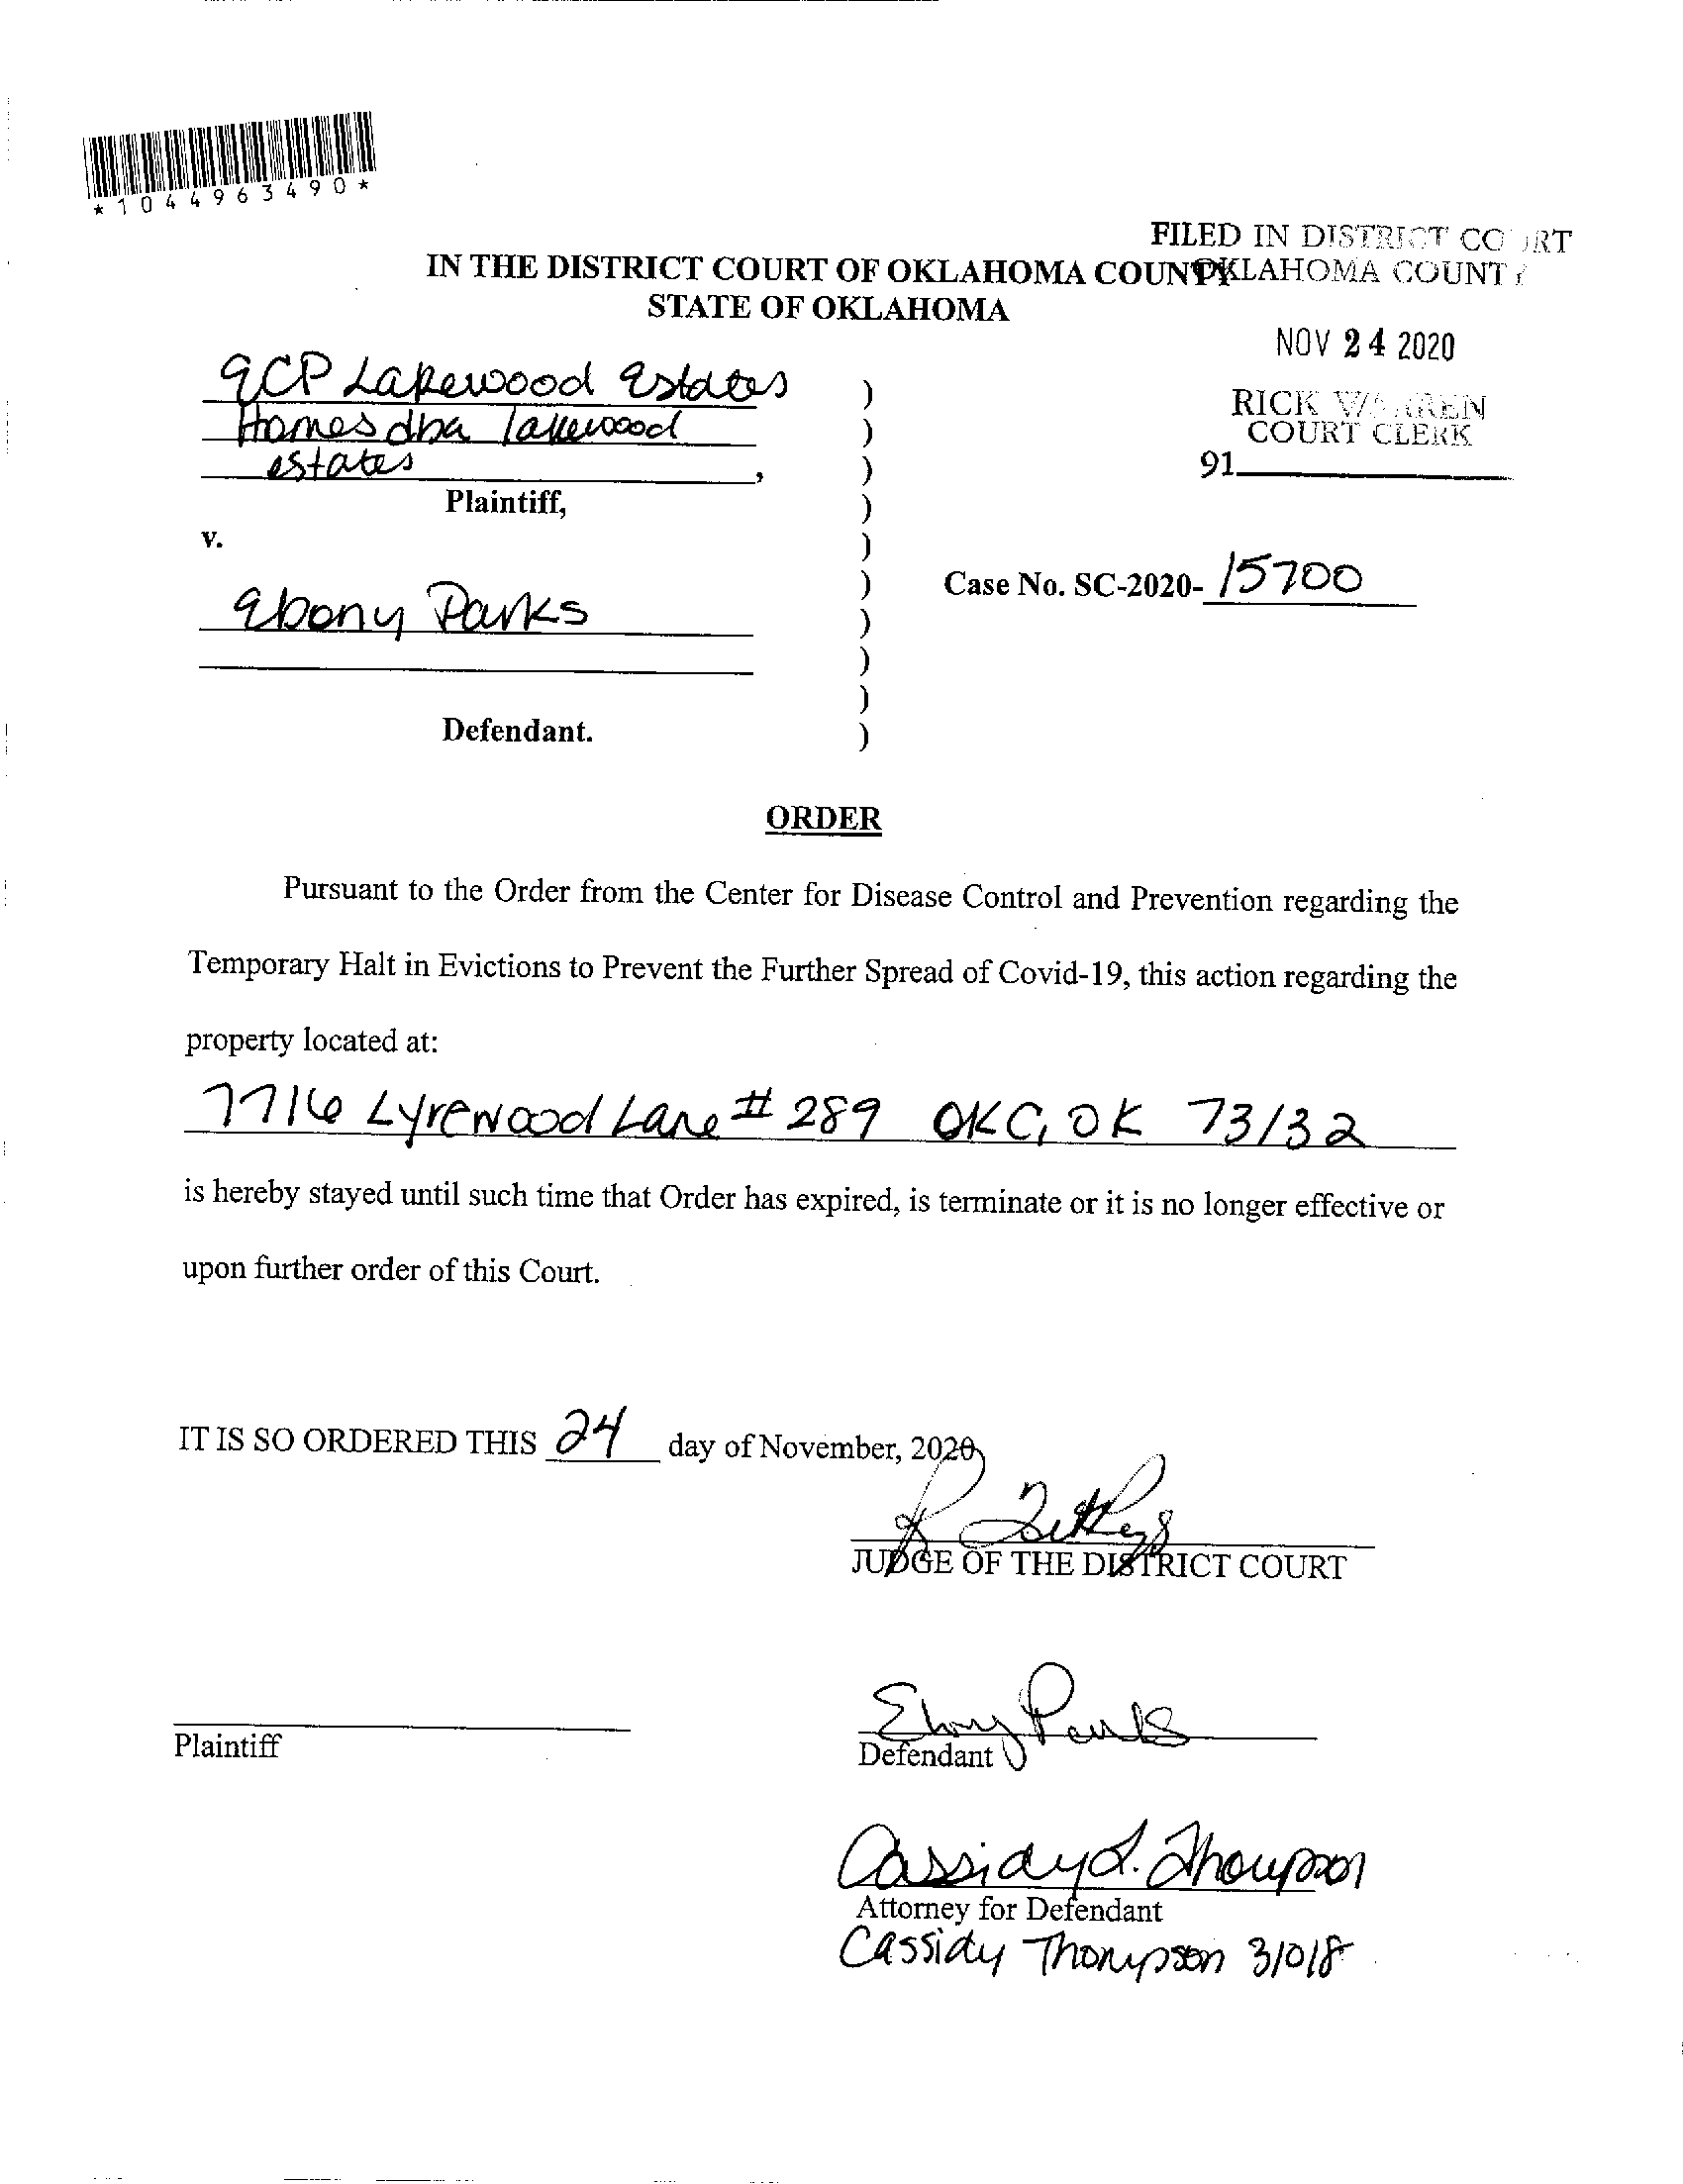 *1044963490*
FILED IN DISTRICT COURT
IN THE DISTRICT COURT OF OKLAHOMA COUNTY
OKLAHOMA COUNTY
STATE OF OKLAHOMA
NOV 24 2020
RICK WARREN
COURT CLERK
91
Lakewood Estates )
Homes dba lakewood )
estates , )
Plaintiff, )
v. )
Case No. SC-2020- 15700 )
Ebony Parks )
)
)
Defendant. )
ORDER
Pursuant to the Order from the Center for Disease Control and Prevention regarding the
Temporary Halt in Evictions to Prevent the Further Spread of Covid-19, this action regarding the
property located at:
7716 Lyrewood Lane # 289 OKC, OK 73132
is hereby stayed until such time that Order has expired, is terminate or it is no longer effective or
upon further order of this Court.
IT IS SO ORDERED THIS 24 day of November, 2020
JUDGE OF THE DISTRICT COURT
Ebony Parks
Plaintiff
Defendant
Cassidy L. Thompson
Attorney for Defendant
Cassidy Thompson 31018